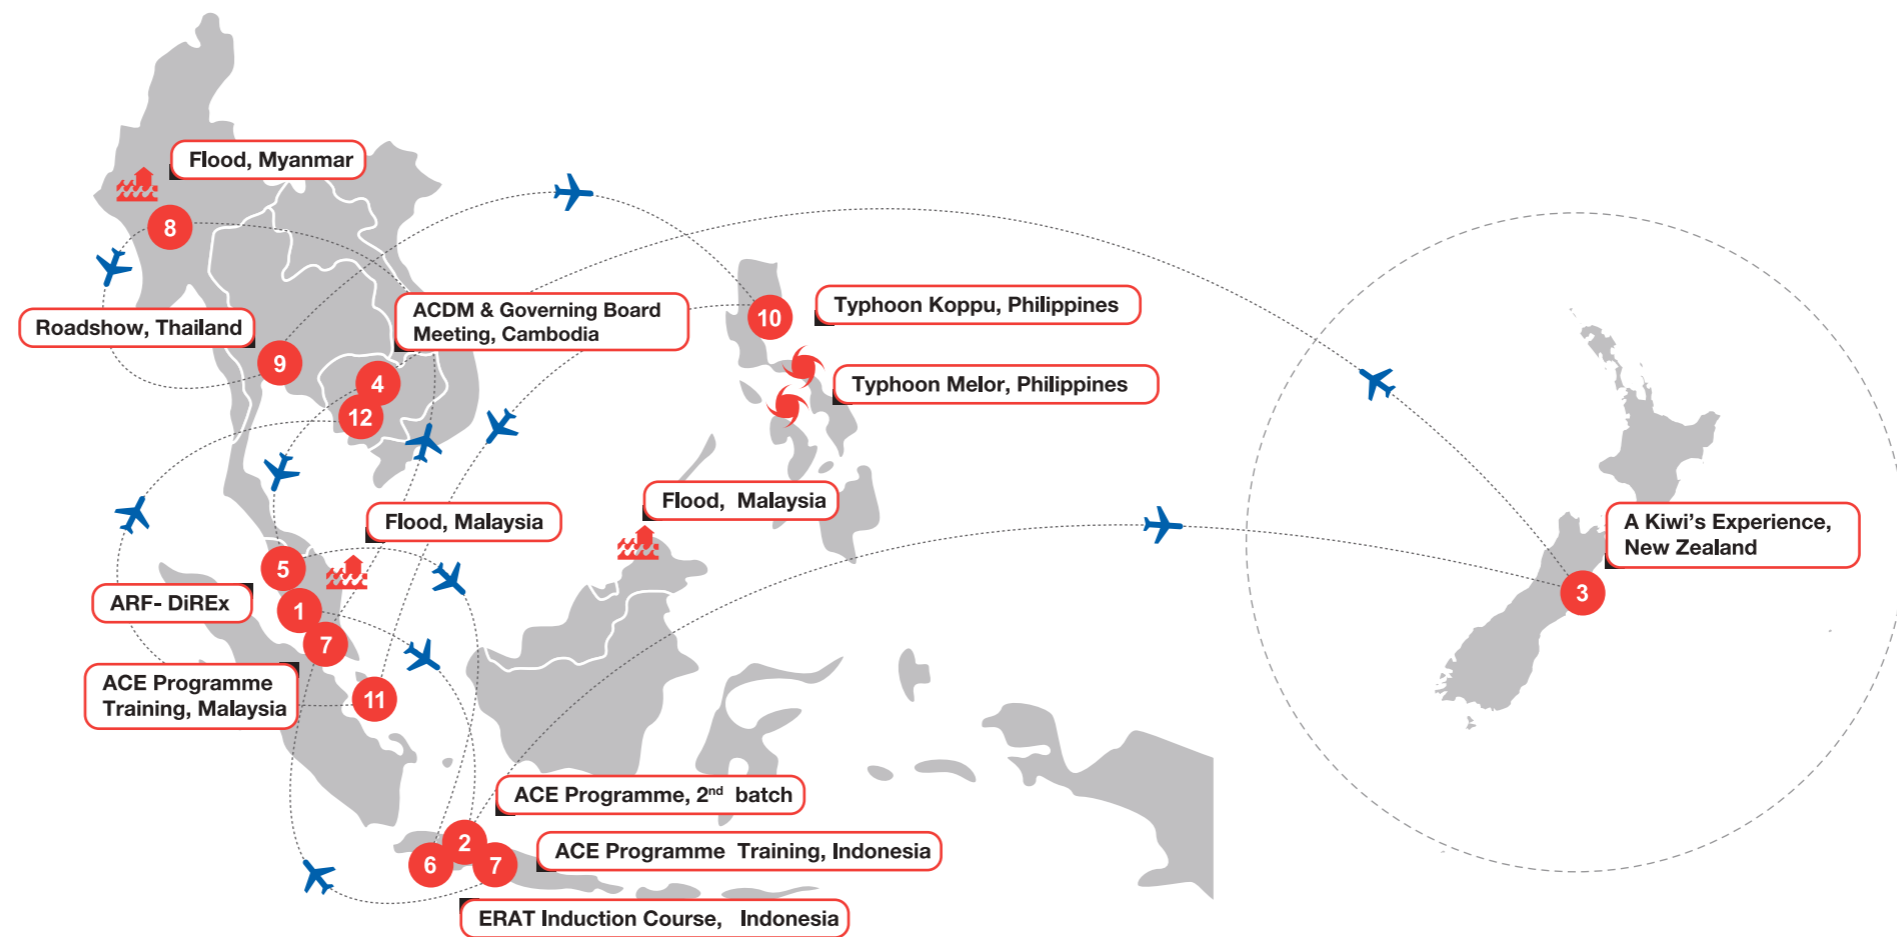 Flood, Myanmar
8
Roadshow, Thailand
9
ACDM & Governing Board
Meeting, Cambodia
4
12
10
Typhoon Koppu, Philippines
Typhoon Melor, Philippines
Flood, Malaysia
Flood, Malaysia
A Kiwi's Experience,
New Zealand
3
5
ARF- DiREx
1
7
ACE Programme
Training, Malaysia
11
ACE Programme, 2nd batch
2
6
7
ACE Programme Training, Indonesia
ERAT Induction Course, Indonesia